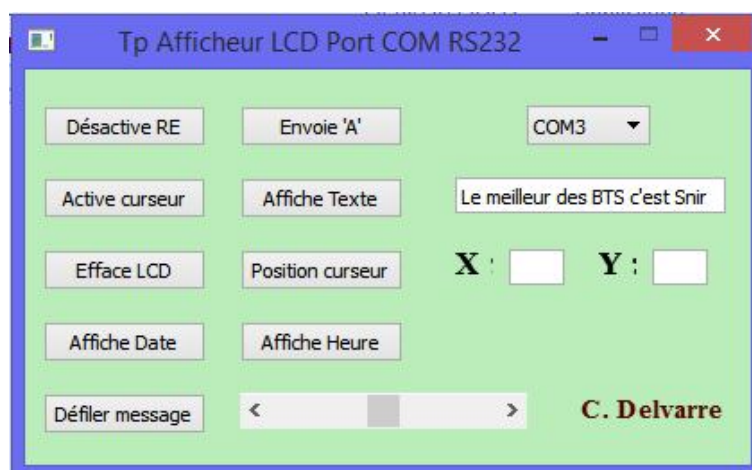 Tp Afficheur LCD Port COM RS232
Désactive RE Envoie 'A' COM3
Active curseur Affiche Texte Le meilleur des BTS c'est Snir
Efface LCD Position curseur X : Y :
Affiche Date Affiche Heure
Défiler message C. Delvarre